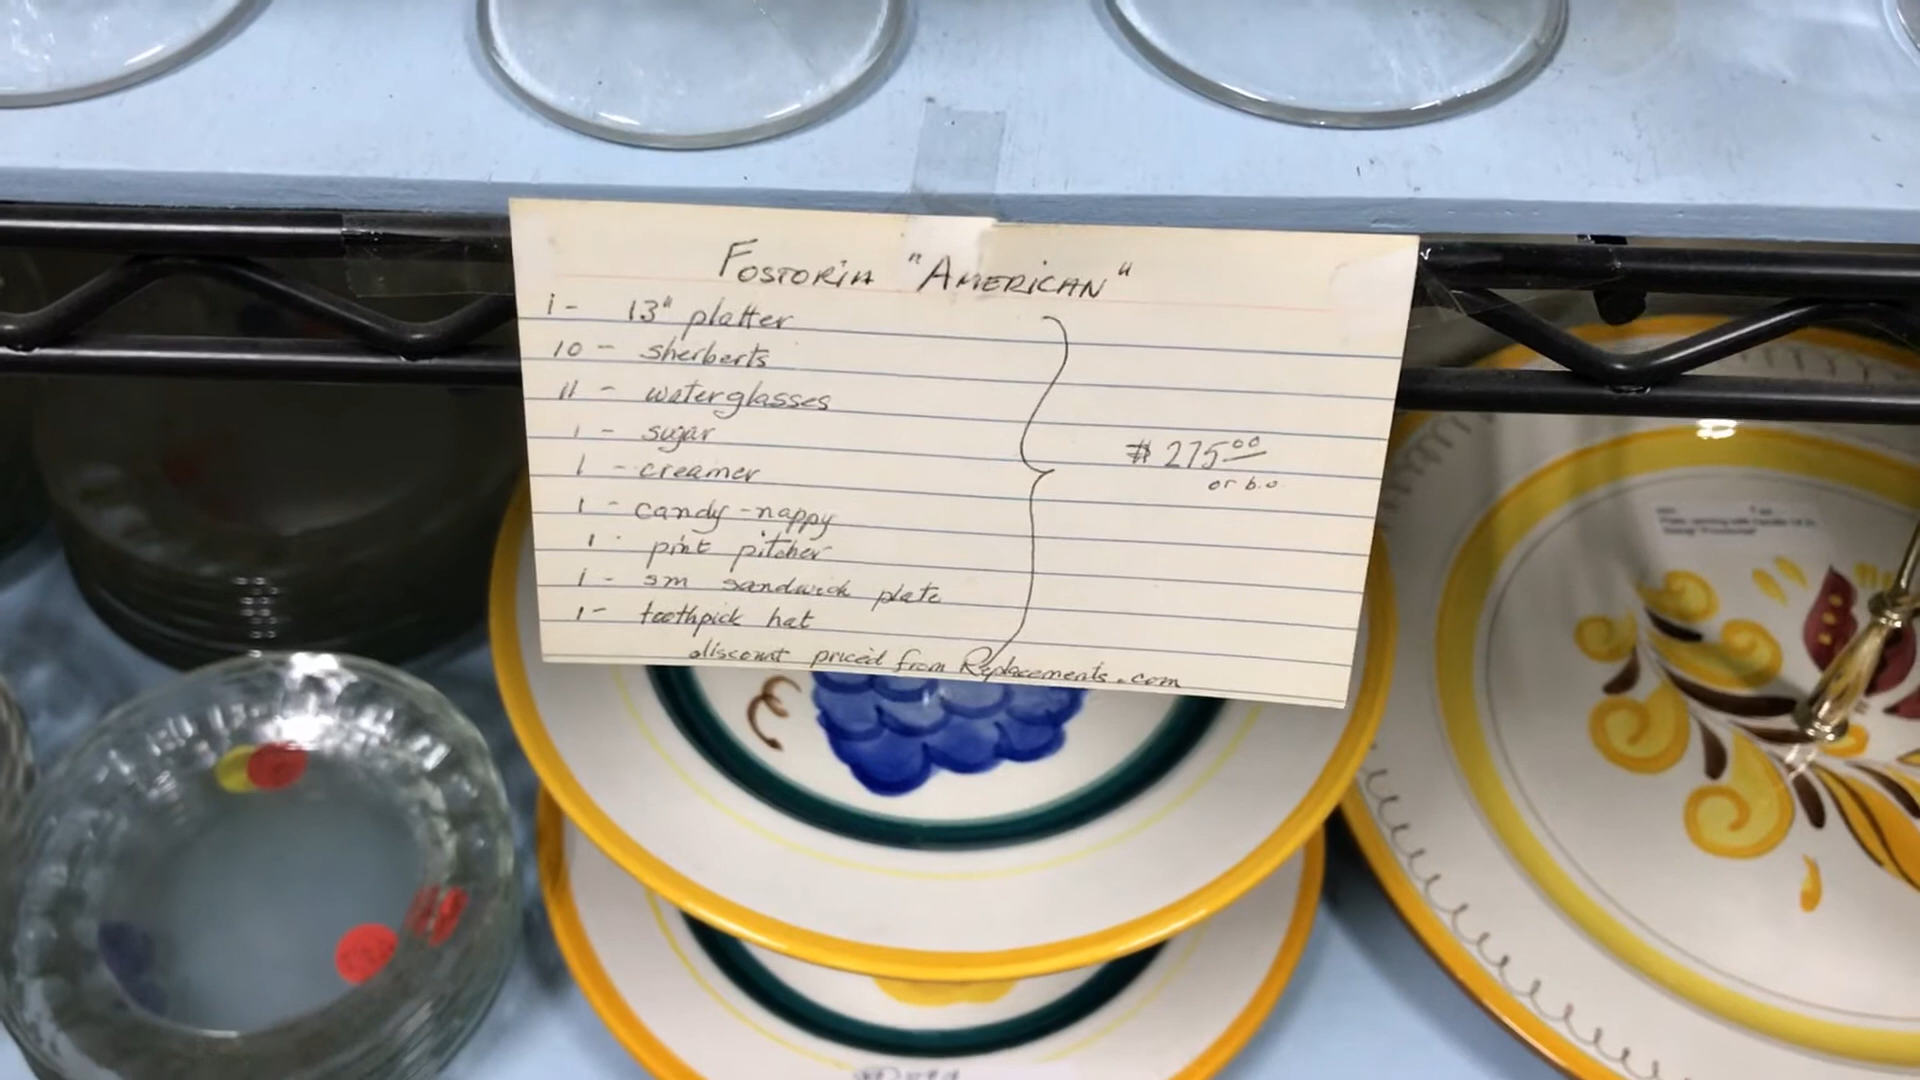 Fostoria "American"
1 - 13" platter
10 - sherberts
11 - waterglasses
1 - sugar
1 - creamer
1 - candy-nappy
1 - pint pitcher
1 - sm sandwich plate
1 - toothpick hat
$275.00
or b.o.
discount priced from Replacements.com